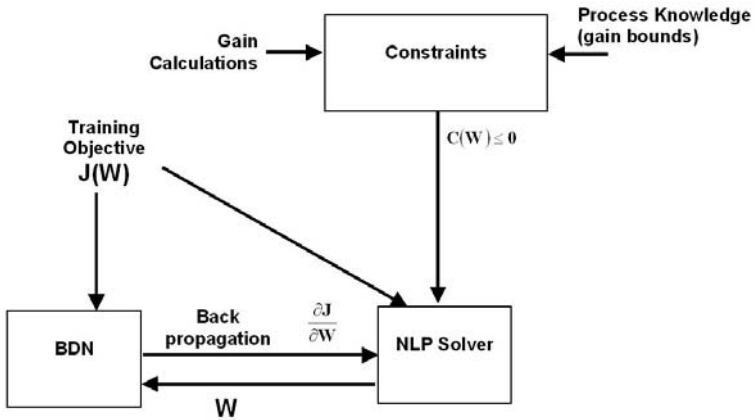 Process Knowledge
(gain bounds)
Gain
Calculations
Constraints
C(W) ≤ 0
Training
Objective
J(W)
Back
propagation
∂J
∂W
BDN
NLP Solver
W